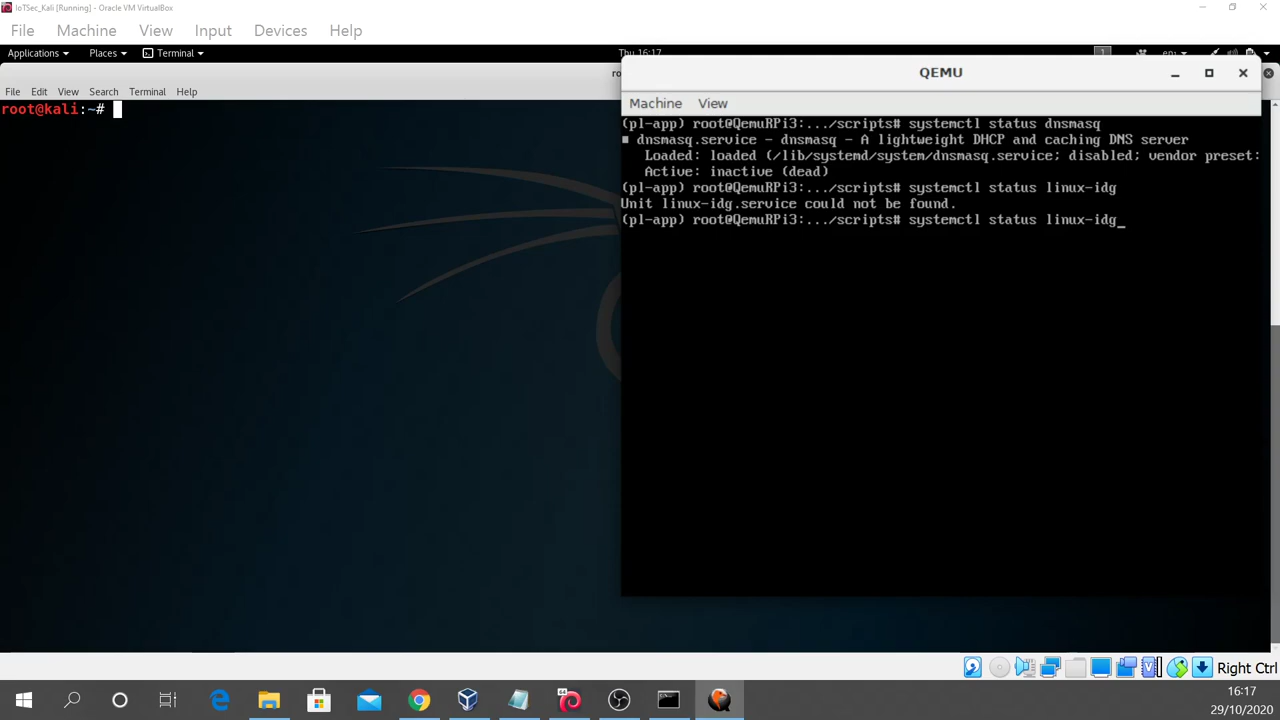 IoTSec_Kali [Running] - Oracle VM VirtualBox
File Machine View Input Devices Help
Applications Places Terminal Thu 16:17 1 en
File Edit View Search Terminal Help
root@kali:~#
QEMU
Machine View
(pl-app) root@QemuRPi3:.../scripts# systemctl status dnsmasq
dnsmasq.service - dnsmasq - A lightweight DHCP and caching DNS server
Loaded: loaded (/lib/systemd/system/dnsmasq.service; disabled; vendor preset:
Active: inactive (dead)
(pl-app) root@QemuRPi3:.../scripts# systemctl status linux-idg
Unit linux-idg.service could not be found.
(pl-app) root@QemuRPi3:.../scripts# systemctl status linux-idg_
Right Ctrl
16:17
29/10/2020